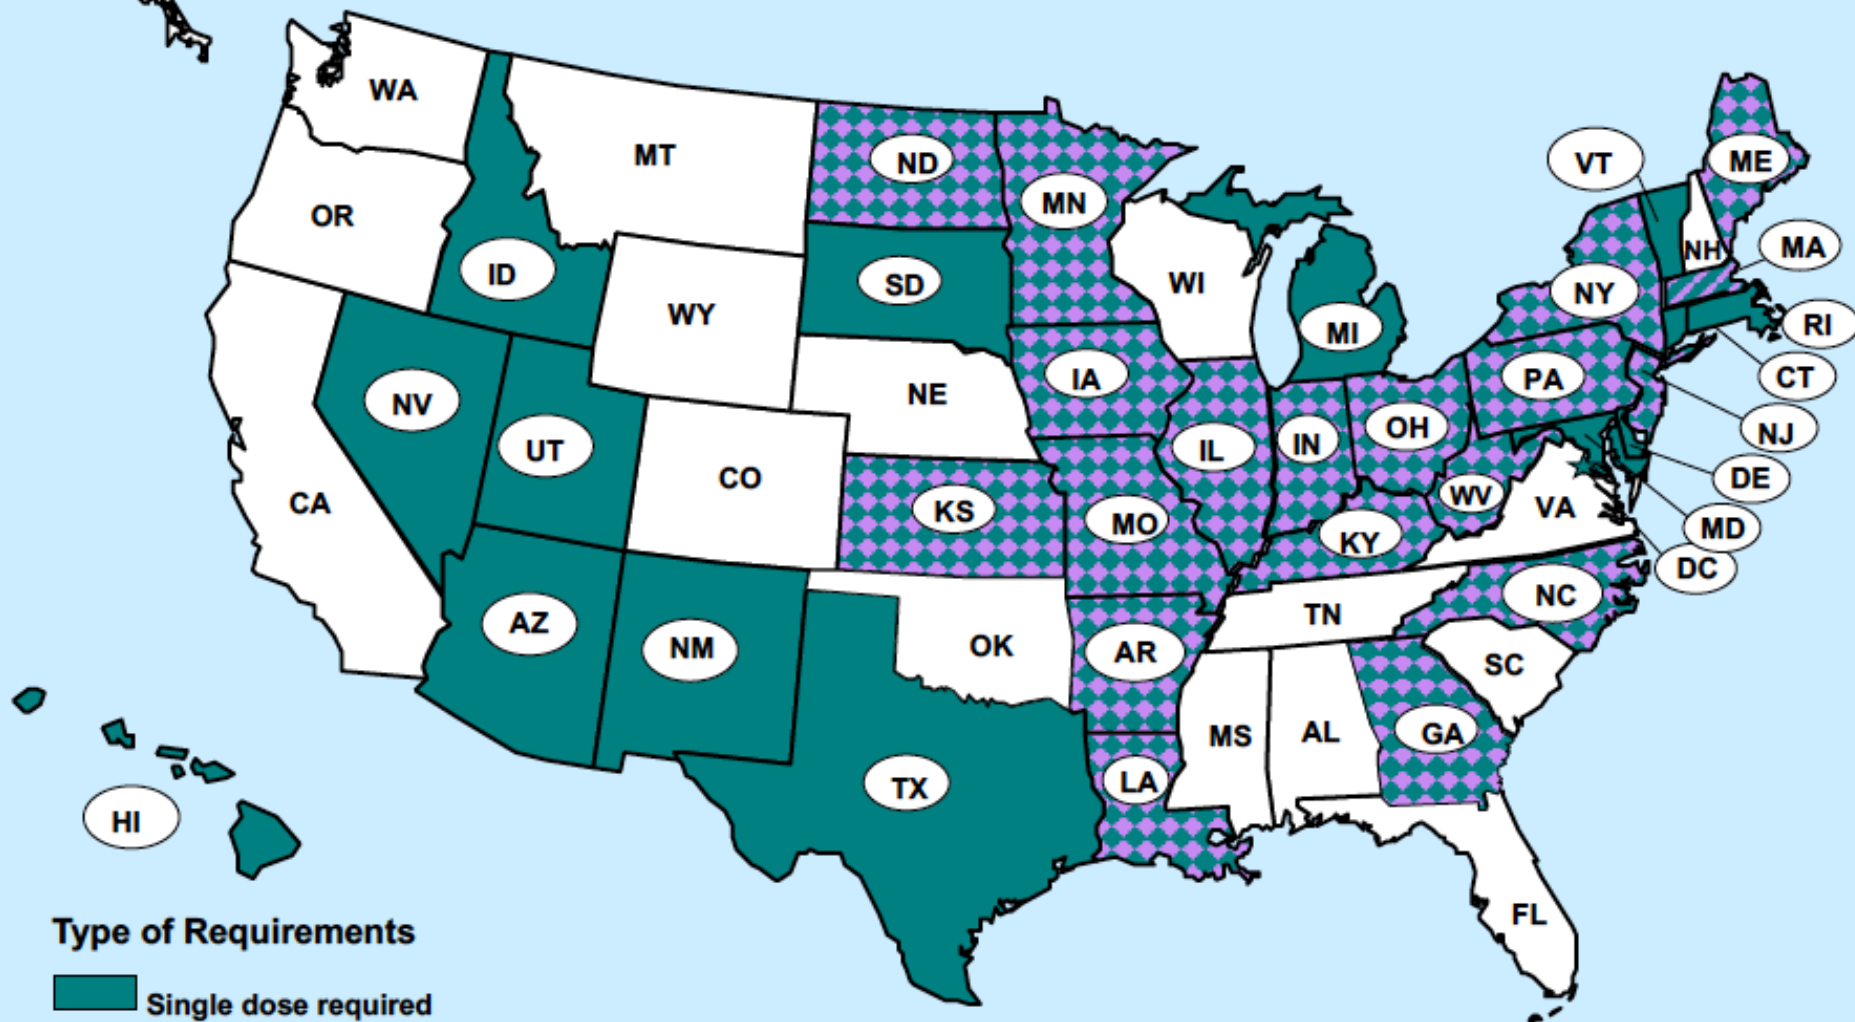 WA
MT
ND
MN
VT
ME
OR
ID
SD
WI
MI
NH
MA
NY
RI
WY
IA
PA
CT
NV
NE
IL
IN
OH
NJ
UT
CO
KS
MO
WV
DE
CA
KY
VA
MD
DC
AZ
NM
OK
AR
TN
NC
SC
TX
LA
MS
AL
GA
HI
FL
Type of Requirements
Single dose required